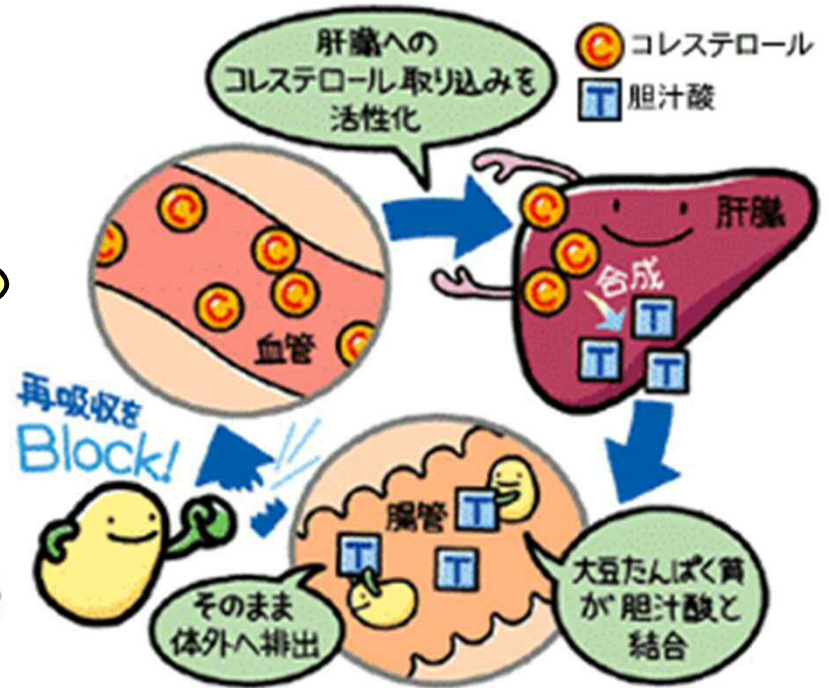 肝臓への
コレステロール取り込みを
活性化
C コレステロール
T 胆汁酸
C
C
C
C
C
C
血管
C
C
C
肝臓
合成
T
T
T
再吸収を
Block!
腸管
T
T
T
大豆たんぱく質
が胆汁酸と
結合
そのまま
体外へ排出